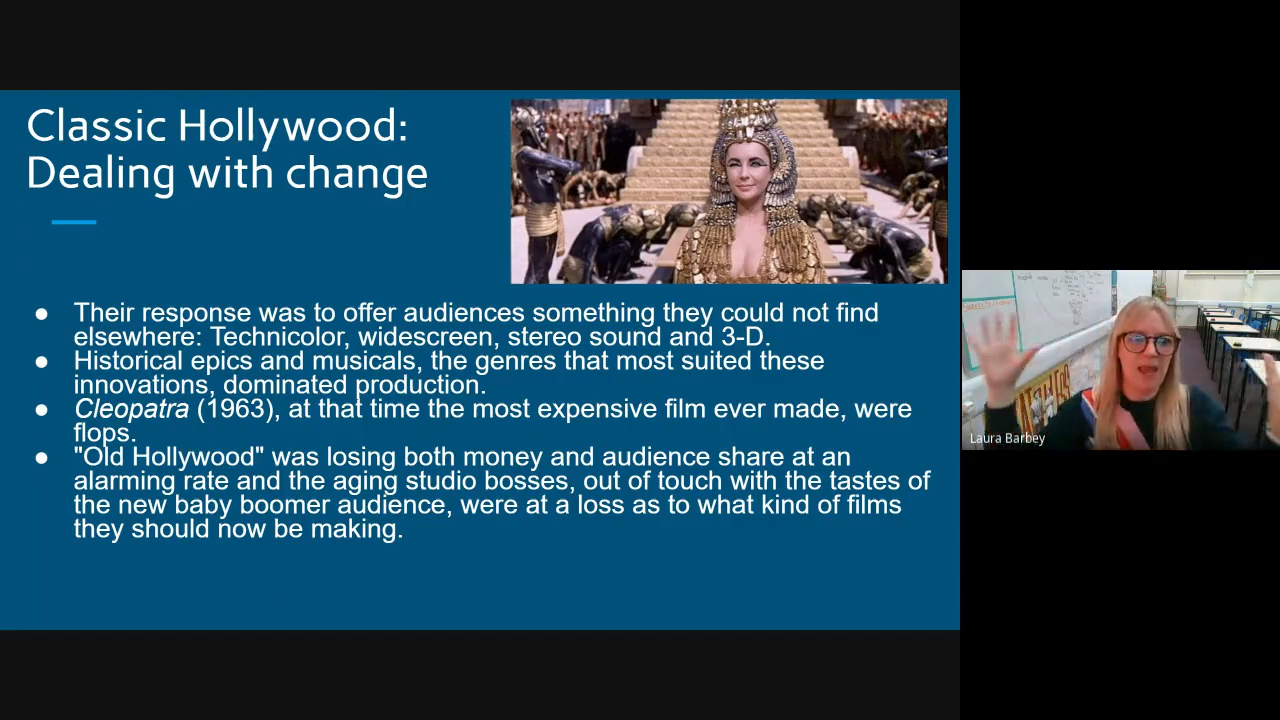 Classic Hollywood:
Dealing with change
● Their response was to offer audiences something they could not find
elsewhere: Technicolor, widescreen, stereo sound and 3-D.
● Historical epics and musicals, the genres that most suited these
innovations, dominated production.
● Cleopatra (1963), at that time the most expensive film ever made, were
flops.
● "Old Hollywood" was losing both money and audience share at an
alarming rate and the aging studio bosses, out of touch with the tastes of
the new baby boomer audience, were at a loss as to what kind of films
they should now be making.
Laura Barbey